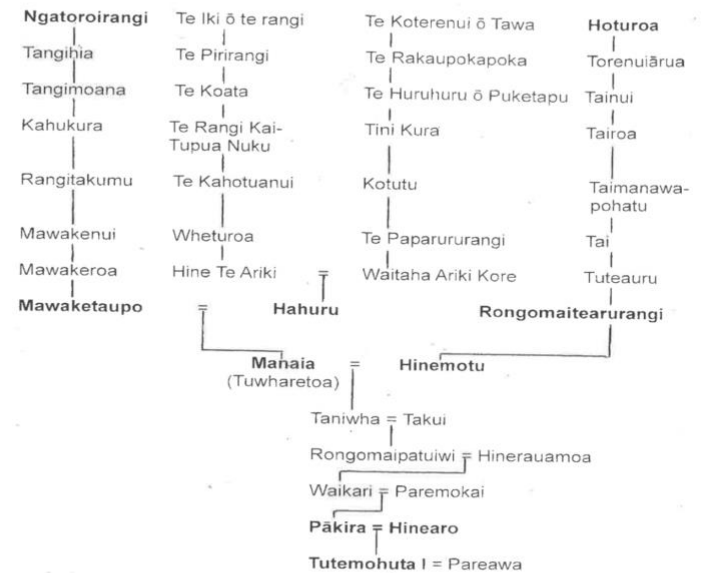 Ngatoroirangi Te Iki ō te rangi Te Koterenui ō Tawa Hoturoa
Tangihia Te Pirirangi Te Rakaupokapoka Torenuiārua
Tangimoana Te Koata Te Huruhuru ō Puketapu Tainui
Kahukura Te Rangi Kai- Tini Kura Tairoa
Tupua Nuku
Rangitakumu Te Kahotuanui Kotutu Taimanawa-
pohatu
Mawakenui Wheturoa Te Paparururangi Tai
Mawakeroa Hine Te Ariki = Waitaha Ariki Kore Tuteauru
Mawaketaupo = Hahuru Rongomaitearurangi
Manaia = Hinemotu
(Tuwharetoa)
Taniwha = Takui
Rongomaipatuiwi = Hinerauamoa
Waikari = Paremokai
Pākira = Hinearo
Tutemohuta I = Pareawa